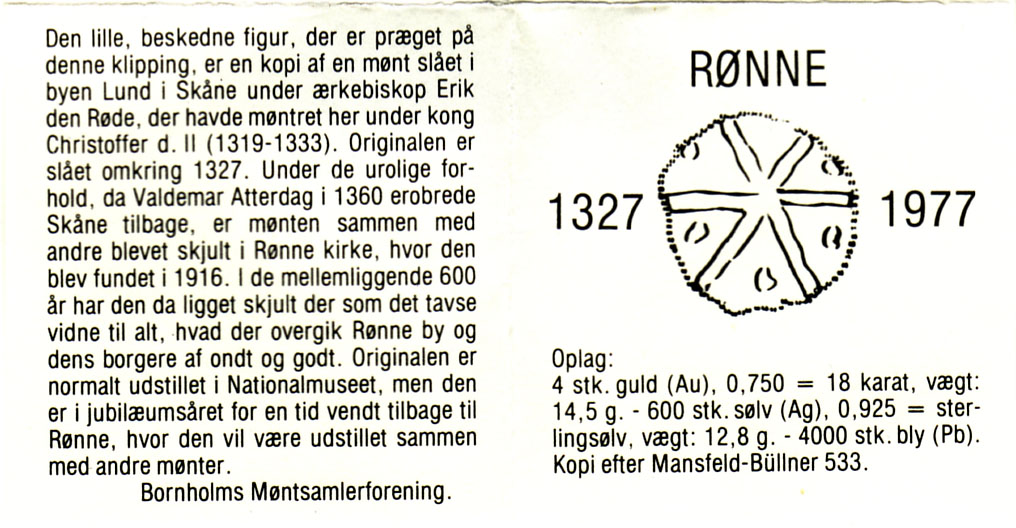 Den lille, beskedne figur, der er præget på
denne klipping, er en kopi af en mønt slået i
byen Lund i Skåne under ærkebiskop Erik
den Røde, der havde møntret her under kong
Christoffer d. II (1319-1333). Originalen er
slået omkring 1327. Under de urolige for-
hold, da Valdemar Atterdag i 1360 erobrede
Skåne tilbage, er mønten sammen med
andre blevet skjult i Rønne kirke, hvor den
blev fundet i 1916. I de mellemliggende 600
år har den da ligget skjult der som det tavse
vidne til alt, hvad der overgik Rønne by og
dens borgere af ondt og godt. Originalen er
normalt udstillet i Nationalmuseet, men den
er i jubilæumsåret for en tid vendt tilbage til
Rønne, hvor den vil være udstillet sammen
med andre mønter.
Bornholms Møntsamlerforening.
RØNNE
1327 1977
Oplag:
4 stk. guld (Au), 0,750 = 18 karat, vægt:
14,5 g. - 600 stk. sølv (Ag), 0,925 = ster-
lingsølv, vægt: 12,8 g. - 4000 stk. bly (Pb).
Kopi efter Mansfeld-Büllner 533.